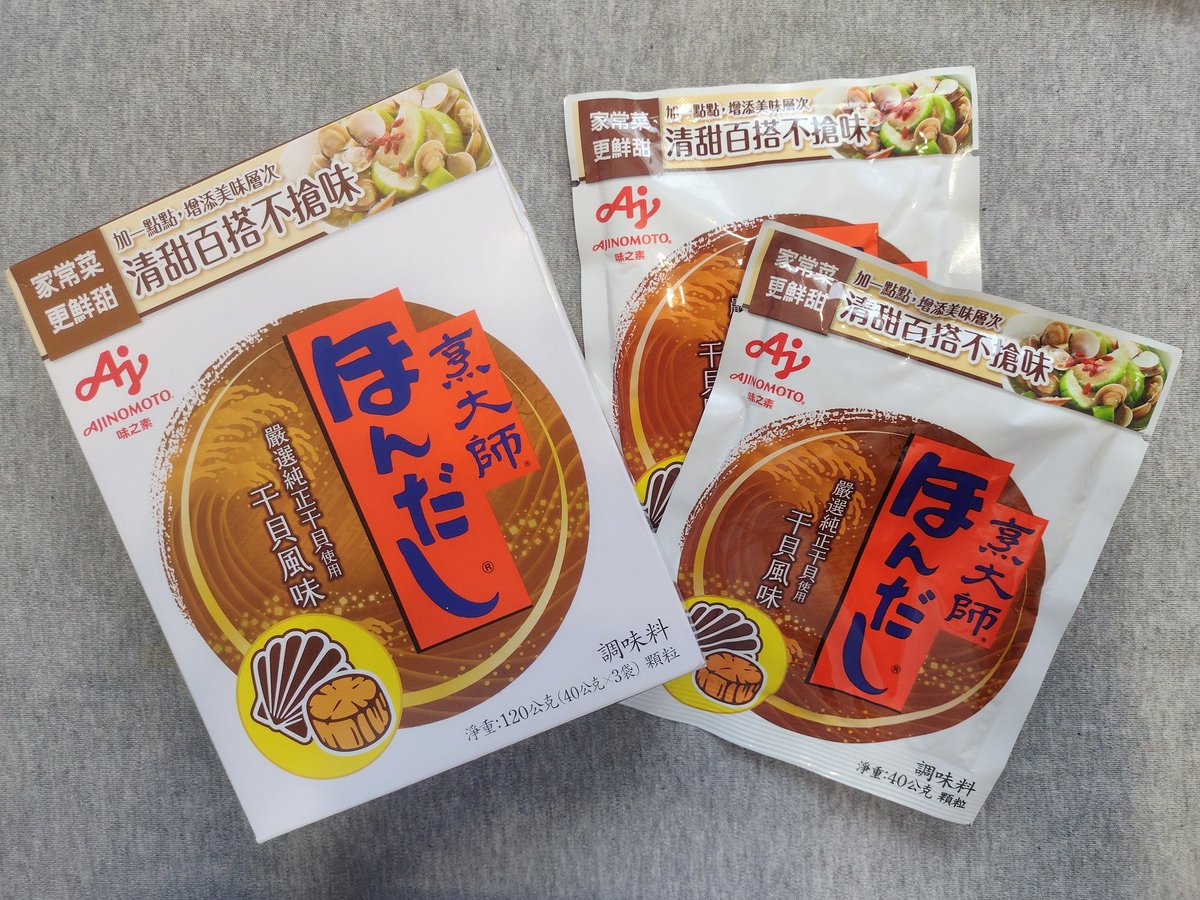 家常菜
更鮮甜
加一點點,增添美味層次
清甜百搭不搶味
Aj
AJINOMOTO®
味之素
烹大師®
ほんだし®
嚴選純正干貝使用
干貝風味
調味料
淨重:120公克(40公克×3袋) 顆粒
家常菜
更鮮甜
加一點點,增添美味層次
清甜百搭不搶味
Aj
AJINOMOTO®
味之素
干貝
家常菜
更鮮甜
加一點點,增添美味層次
清甜百搭不搶味
Aj
AJINOMOTO®
味之素
烹大師®
ほんだし®
嚴選純正干貝使用
干貝風味
調味料
淨重:40公克 顆粒